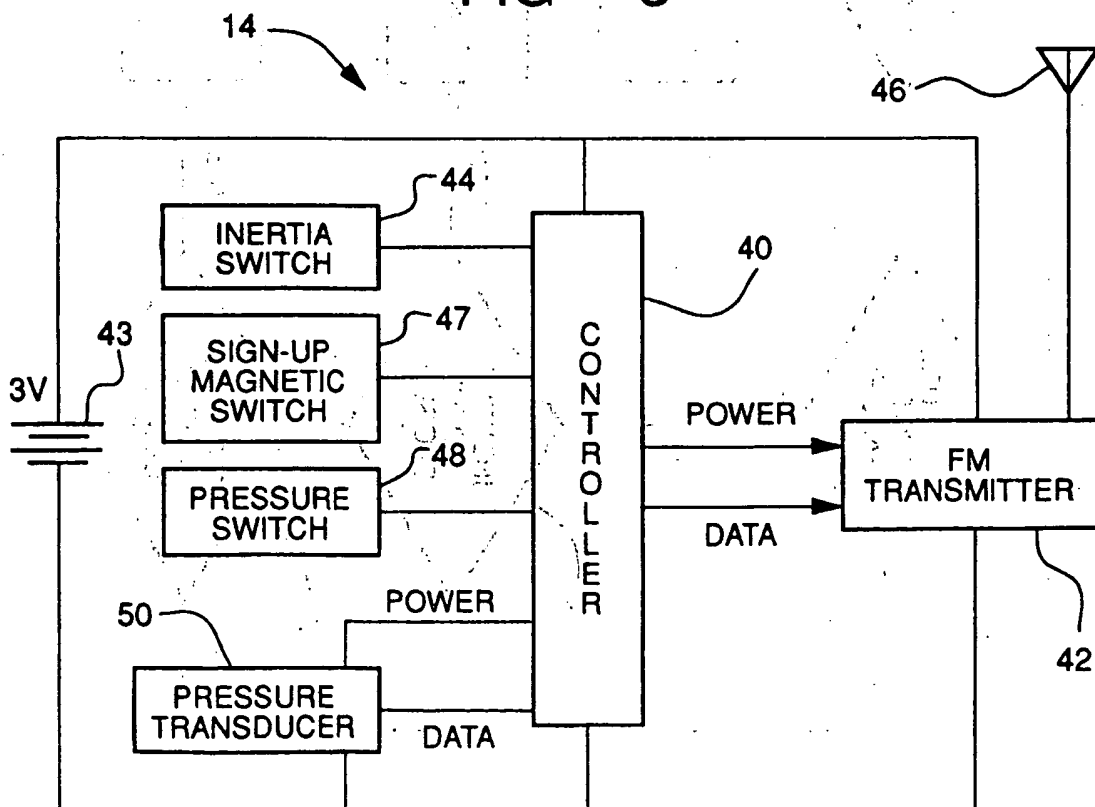 14
46
44
INERTIA
SWITCH
40
47
43
SIGN-UP
MAGNETIC
SWITCH
3V
CONTROLLER
POWER
48
FM
TRANSMITTER
PRESSURE
SWITCH
DATA
POWER
50
42
PRESSURE
TRANSDUCER
DATA